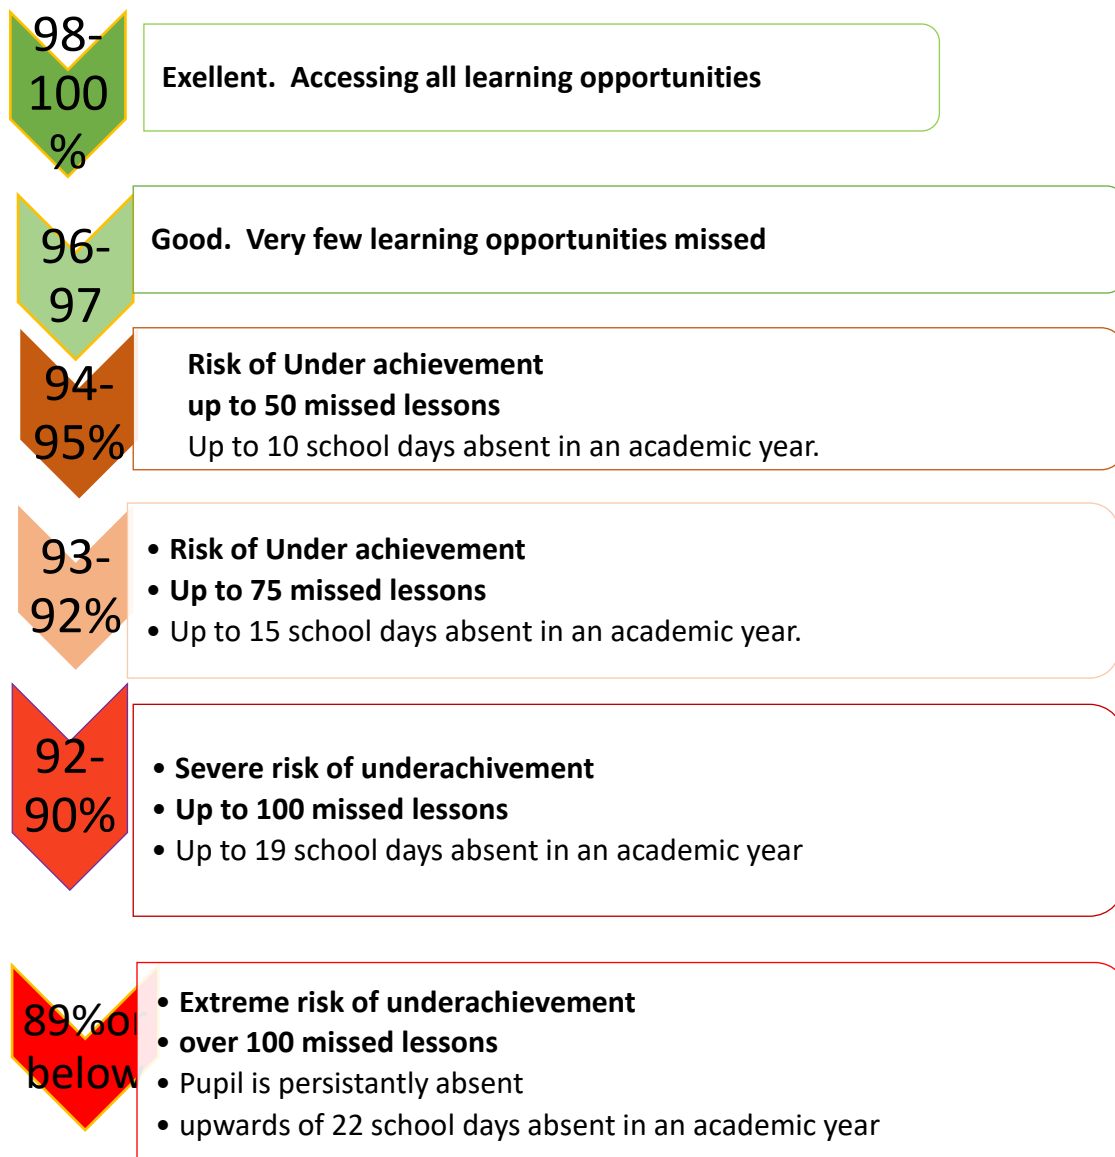 98-
100
%
Exellent.  Accessing all learning opportunities
96-
97
Good.  Very few learning opportunities missed
94-
95%
Risk of Under achievement
up to 50 missed lessons
Up to 10 school days absent in an academic year.
93-
92%
• Risk of Under achievement
• Up to 75 missed lessons
• Up to 15 school days absent in an academic year.
92-
90%
• Severe risk of underachivement
• Up to 100 missed lessons
• Up to 19 school days absent in an academic year
89%or
below
• Extreme risk of underachievement
• over 100 missed lessons
• Pupil is persistantly absent
• upwards of 22 school days absent in an academic year